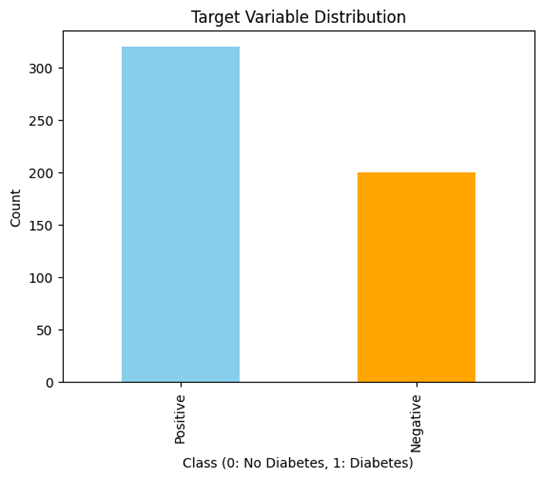 Target Variable Distribution
300
250
200
150
100
50
0
Count
Positive
Negative
Class (0: No Diabetes, 1: Diabetes)